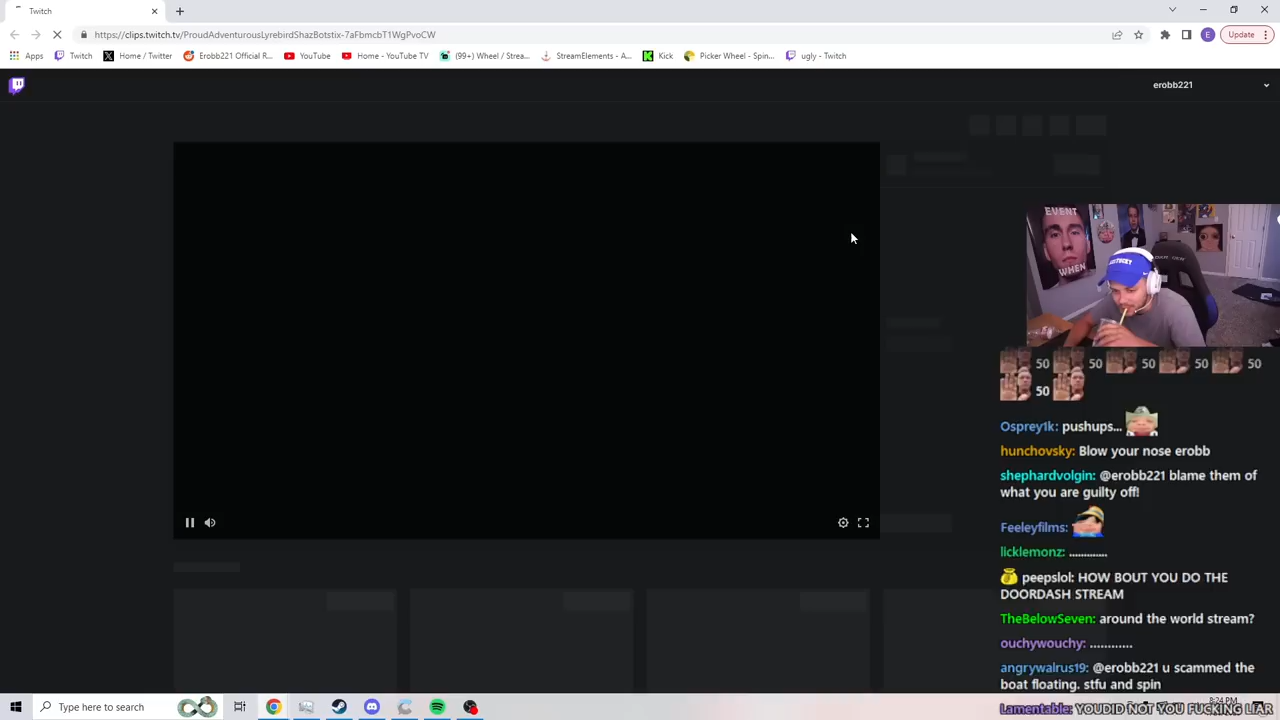 Twitch
https://clips.twitch.tv/ProudAdventurousLyrebirdShazBotstix-7aFbmcbT1WgPvoCW
E
Update
Apps
Twitch
Home / Twitter
Erobb221 Official R...
YouTube
Home - YouTube TV
(99+) Wheel / Strea...
StreamElements - A...
Kick
Picker Wheel - Spin...
ugly - Twitch
erobb221
EVENT
WHEN
50 50 50 50 50
50
Osprey1k: pushups...
hunchovsky: Blow your nose erobb
shephardvolgin: @erobb221 blame them of
what you are guilty off!
Feeleyfilms:
licklemonz: .............
peepslol: HOW BOUT YOU DO THE
DOORDASH STREAM
TheBelowSeven: around the world stream?
ouchywouchy: ............
angrywalrus19: @erobb221 u scammed the
boat floating. stfu and spin
Lamentable: YOUDID NOT YOU FUCKING LIAR
Type here to search
8:24 PM